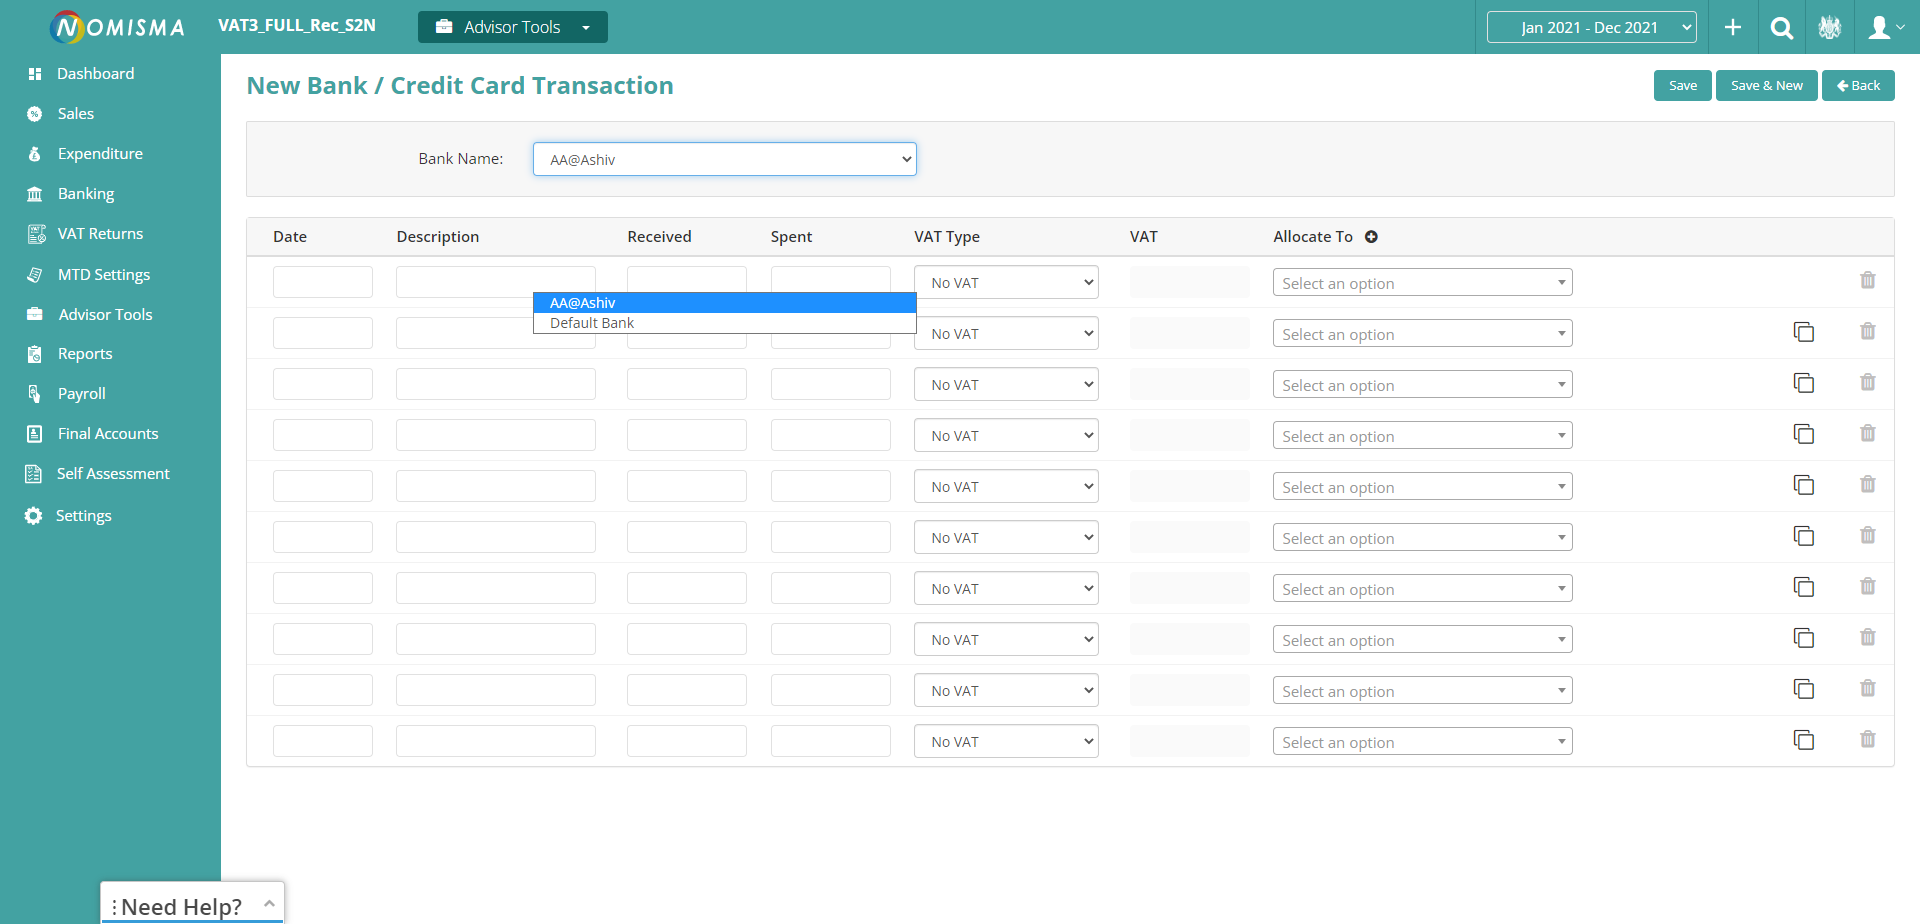 NOMISMA
VAT3_FULL_Rec_S2N
Advisor Tools
Jan 2021 - Dec 2021
Dashboard
Sales
Expenditure
Banking
VAT Returns
MTD Settings
Advisor Tools
Reports
Payroll
Final Accounts
Self Assessment
Settings
New Bank / Credit Card Transaction
Save
Save & New
Back
Bank Name:
AA@Ashiv
Date Description Received Spent VAT Type VAT Allocate To
No VAT Select an option
AA@Ashiv
Default Bank
No VAT Select an option
No VAT Select an option
No VAT Select an option
No VAT Select an option
No VAT Select an option
No VAT Select an option
No VAT Select an option
No VAT Select an option
No VAT Select an option
Need Help?